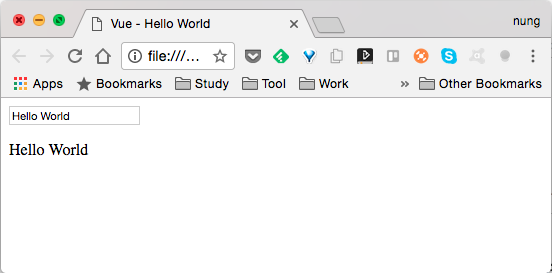 Vue - Hello World
nung
file:///...
Apps
Bookmarks
Study
Tool
Work
»
Other Bookmarks
Hello World
Hello World